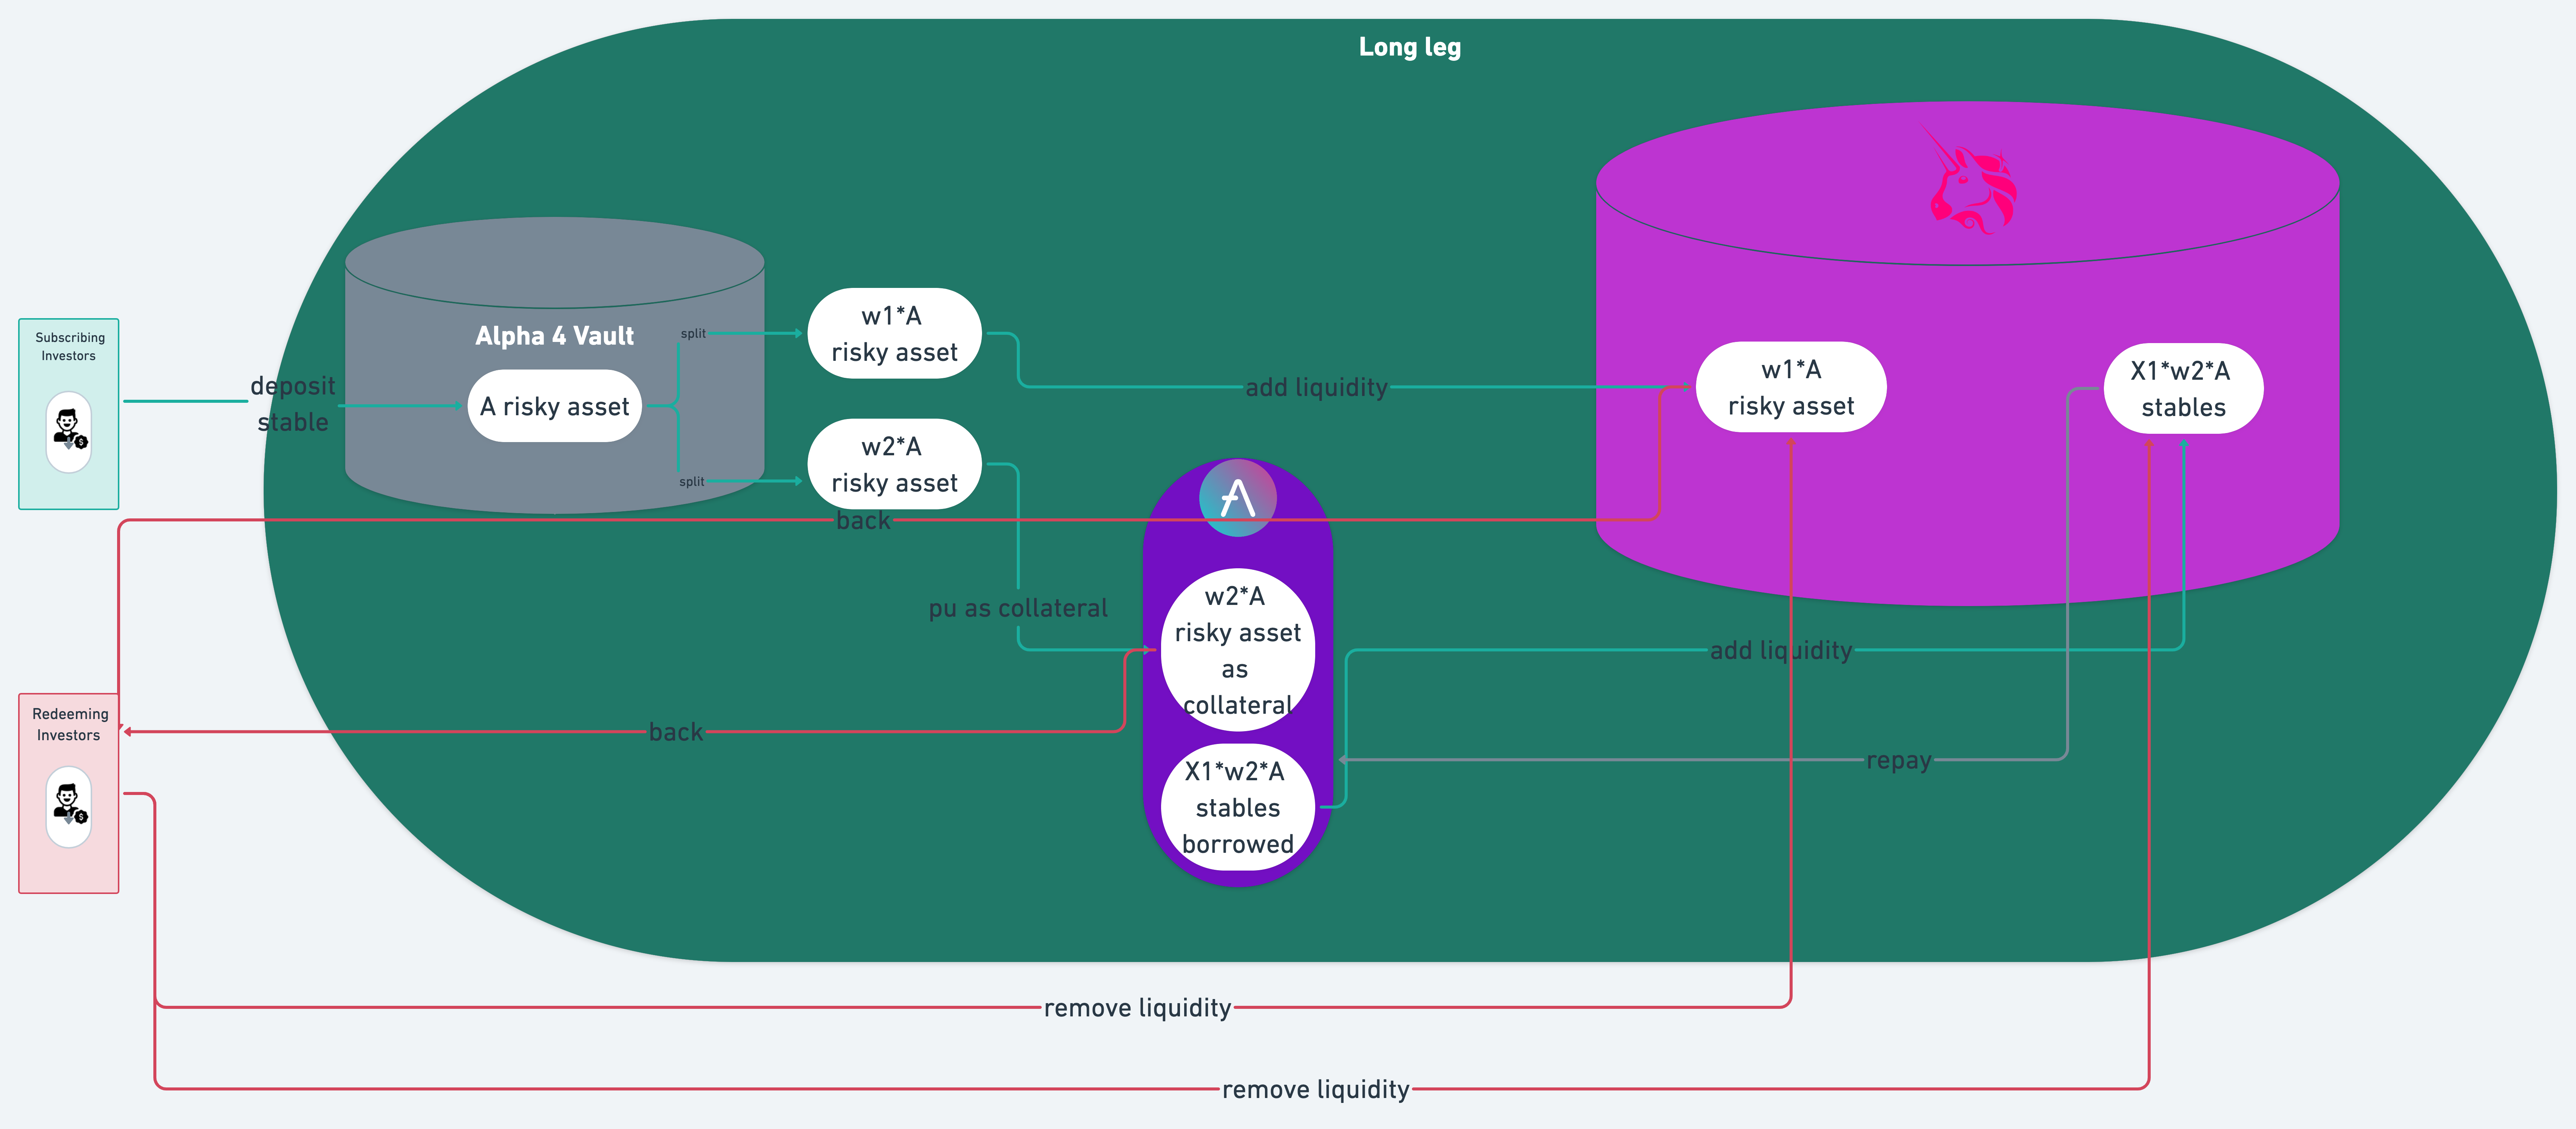 Long leg
Subscribing
Investors
deposit
stable
Alpha 4 Vault
A risky asset
split
split
w1*A
risky asset
w2*A
risky asset
add liquidity
w1*A
risky asset
X1*w2*A
stables
back
pu as collateral
w2*A
risky asset
as
collateral
add liquidity
Redeeming
Investors
back
repay
X1*w2*A
stables
borrowed
remove liquidity
remove liquidity